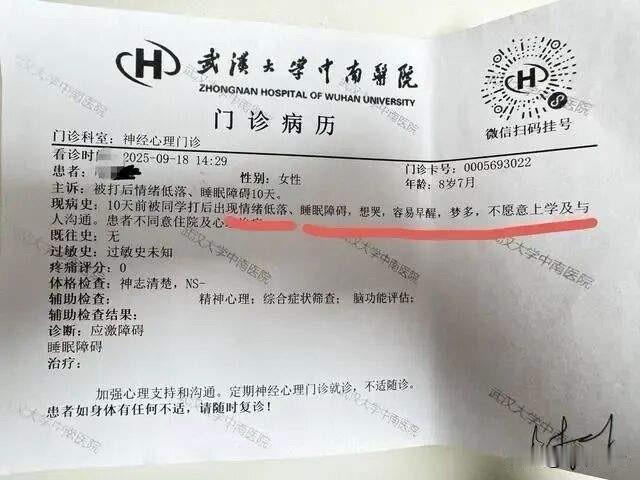 武汉大学中南医院
ZHONGNAN HOSPITAL OF WUHAN UNIVERSITY
门诊病历
微信扫码挂号
门诊科室：神经心理门诊
看诊时 2025-09-18 14:29
门诊卡号：0005693022
患者：
性别：女性
年龄：8岁7月
主诉：被打后情绪低落、睡眠障碍10天。
现病史：10天前被同学打后出现情绪低落、睡眠障碍，想哭，容易早醒，梦多，不愿意上学及与
人沟通。患者不同意住院及心
既往史：无
过敏史：过敏史未知
疼痛评分：0
体格检查：神志清楚，NS-
辅助检查： 精神心理；综合症状筛查； 脑功能评估；
辅助检查结果：
诊断：应激障碍
睡眠障碍
治疗：
加强心理支持和沟通。定期神经心理门诊就诊，不适随诊。
患者如身体有任何不适，请随时复诊！
武汉大学中南医院